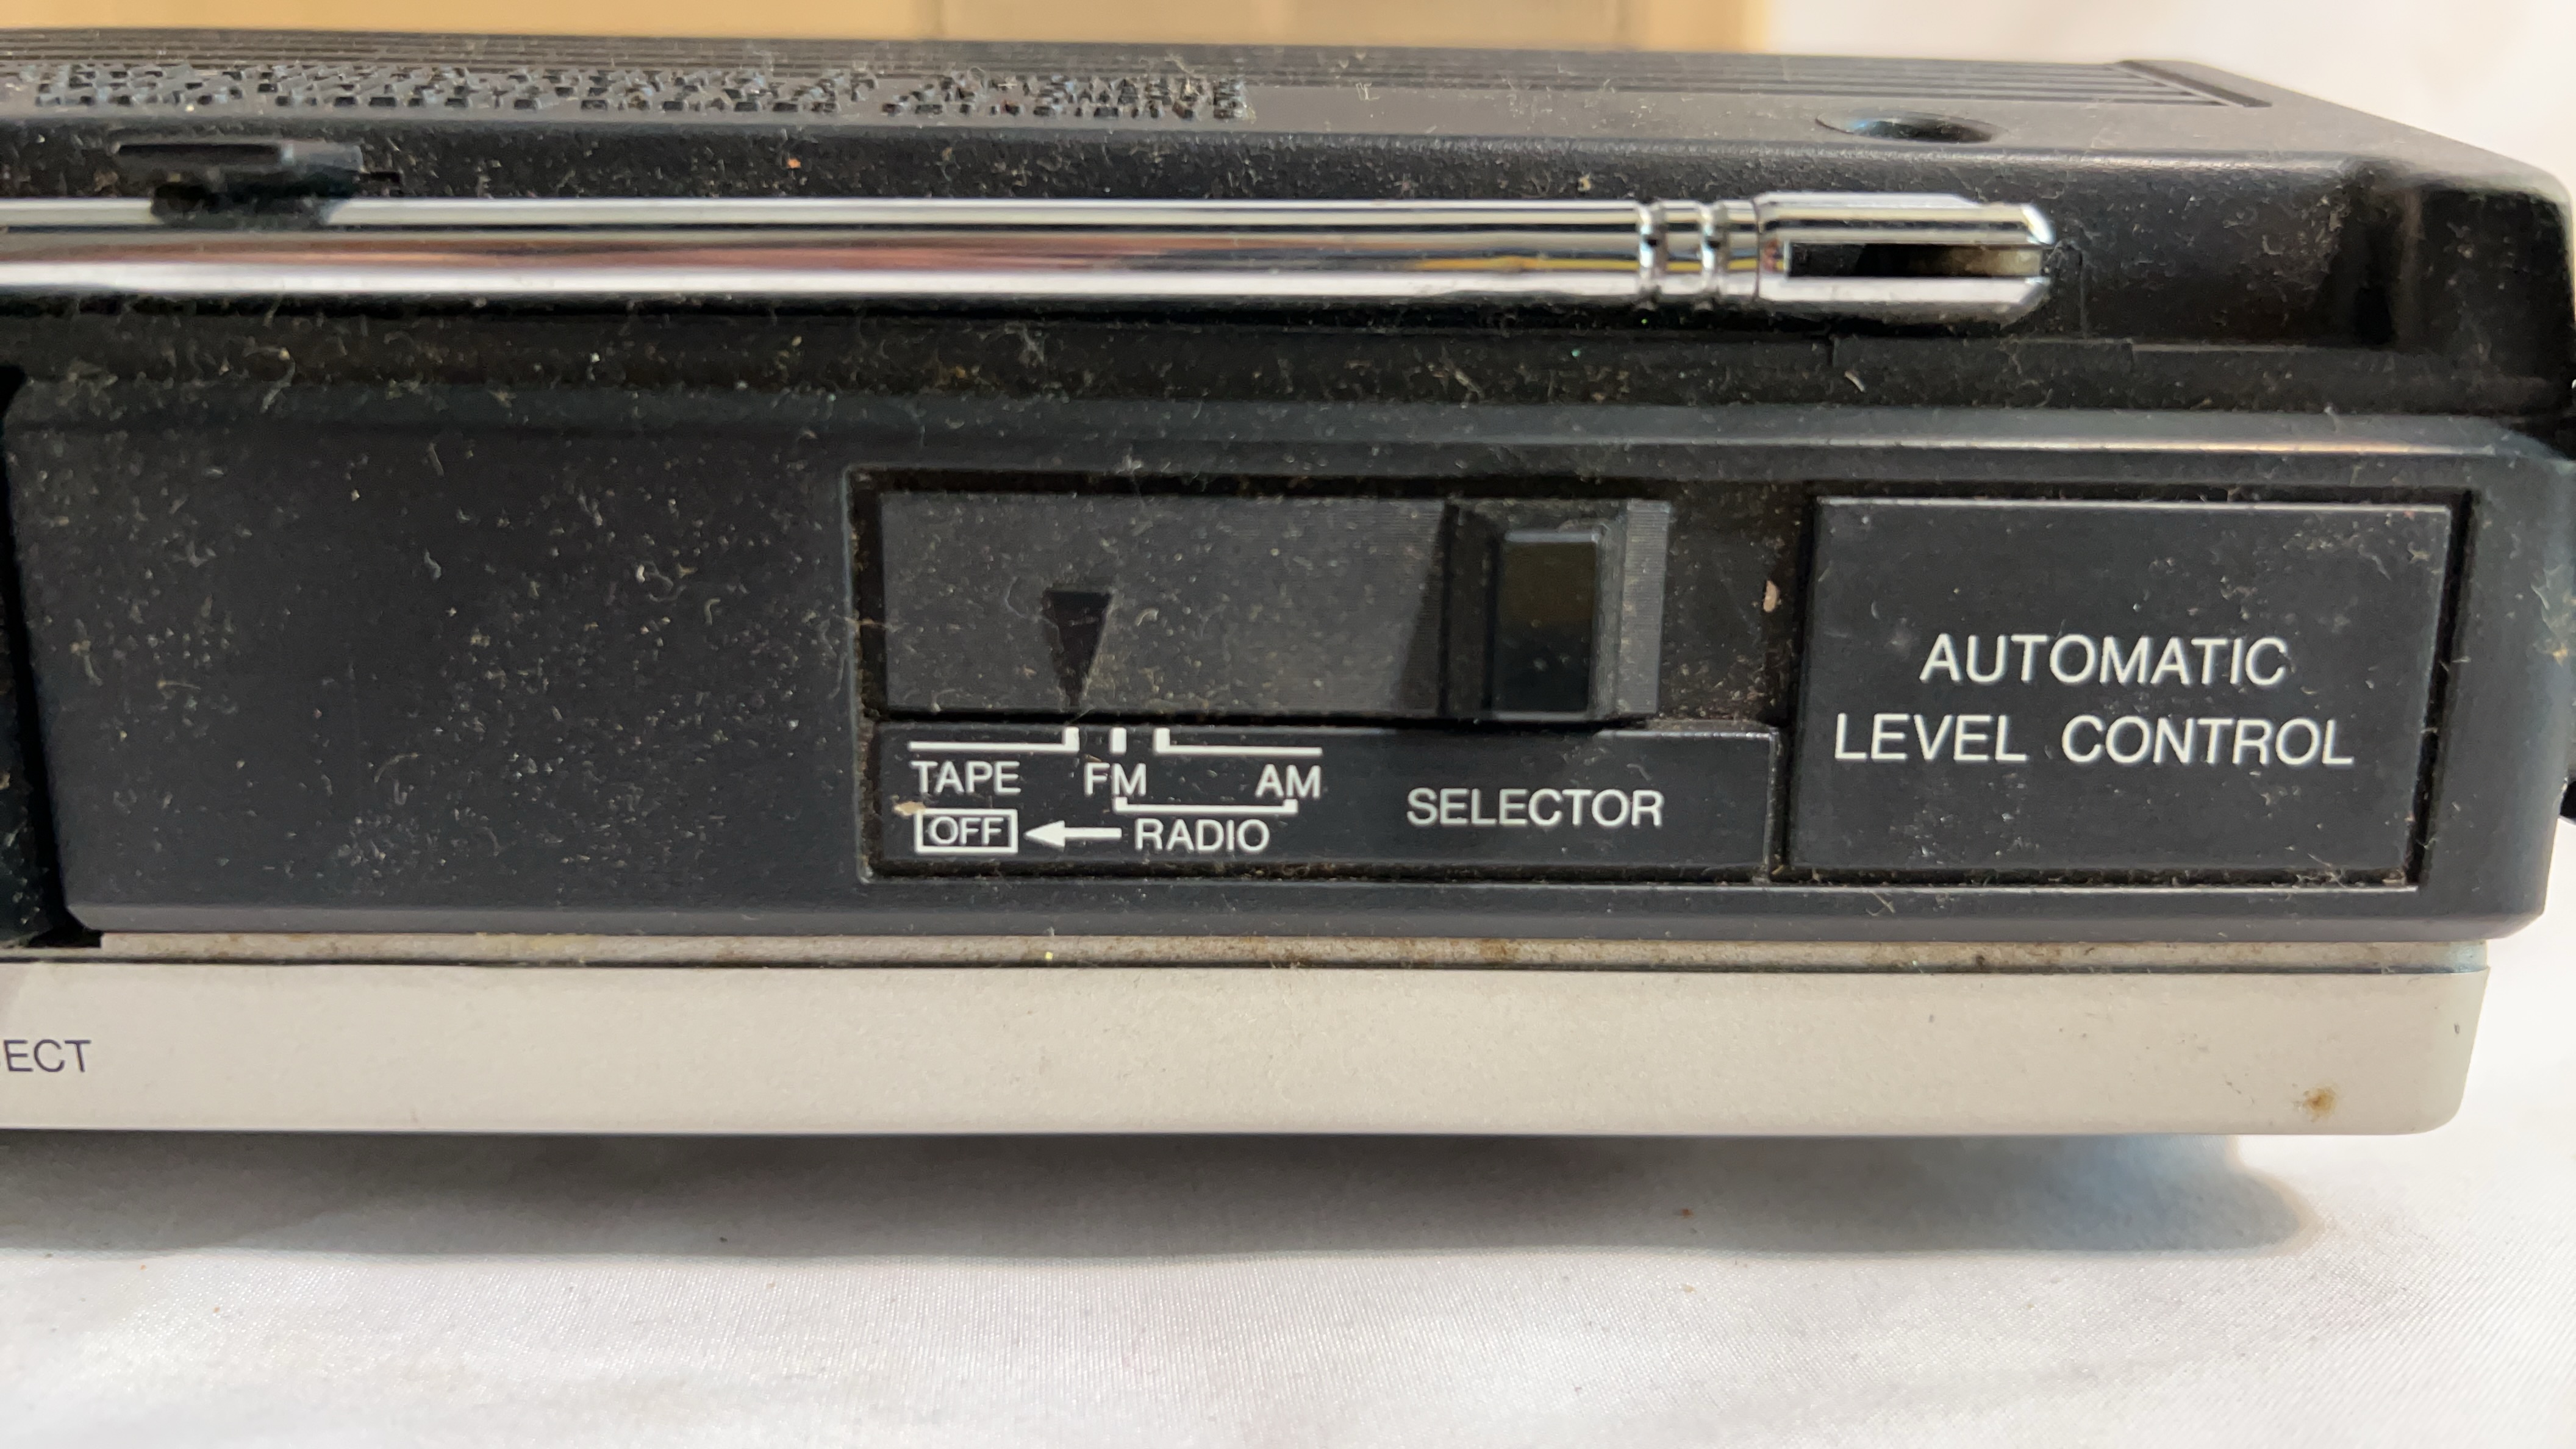 TAPE FM AM
OFF RADIO
SELECTOR
AUTOMATIC
LEVEL CONTROL
ECT